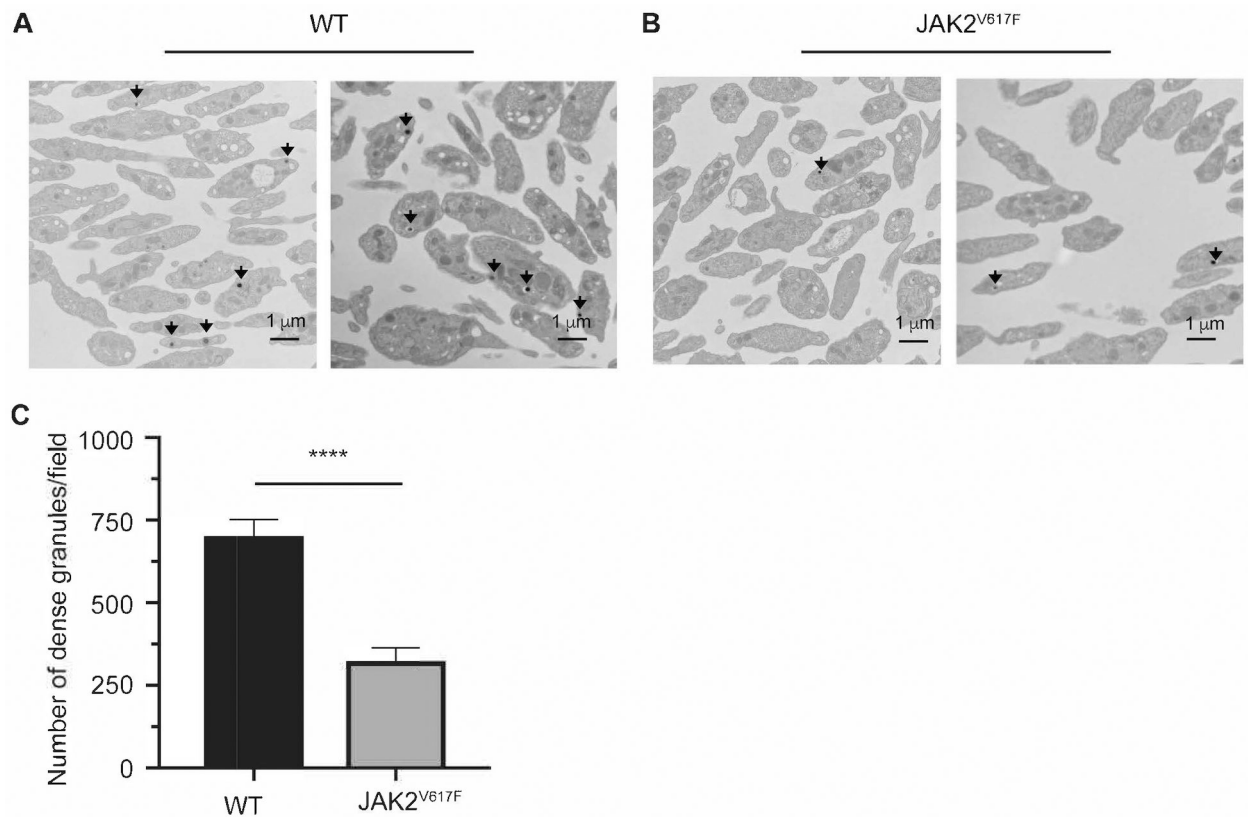 A
WT
B
JAK2V617F
1 μm
1 μm
1 μm
1 μm
C
Number of dense granules/field
1000
750
500
250
0
****
WT
JAK2V617F